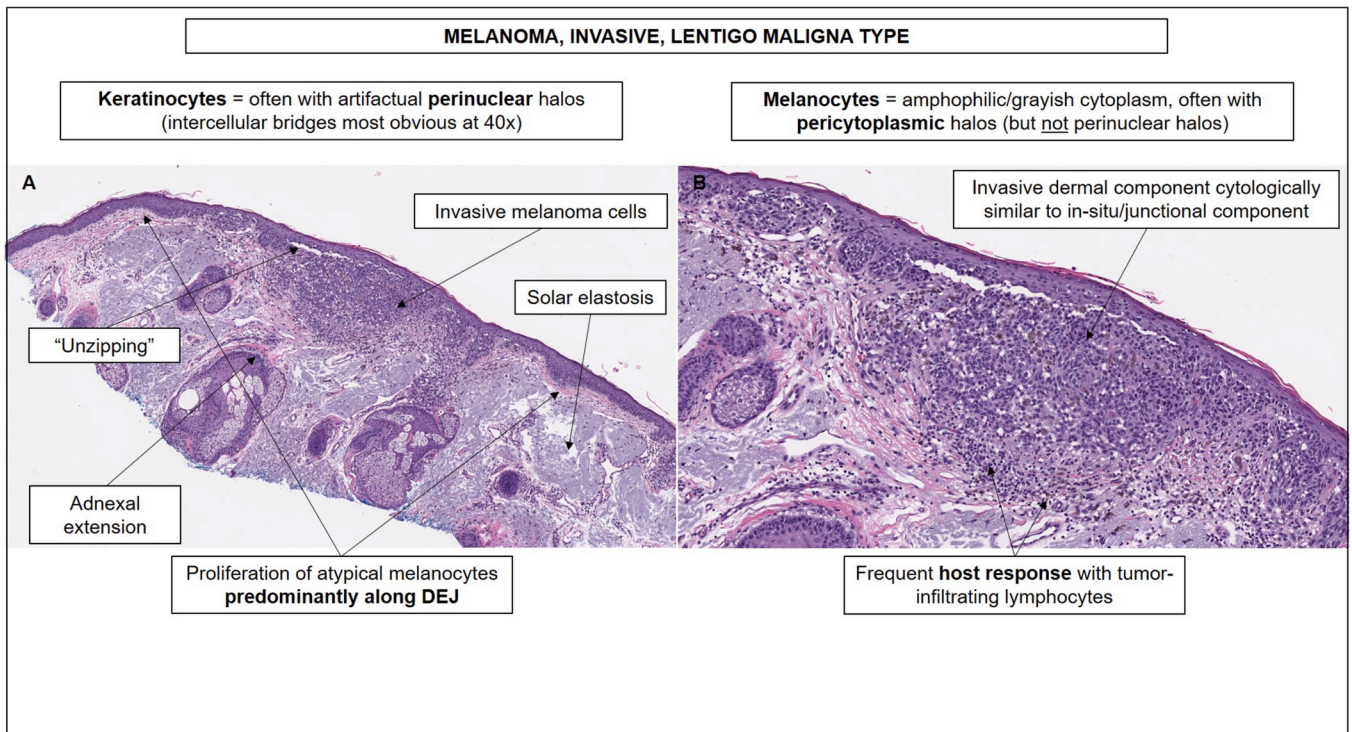 MELANOMA, INVASIVE, LENTIGO MALIGNA TYPE
Keratinocytes = often with artifactual perinuclear halos
(intercellular bridges most obvious at 40x)
Melanocytes = amphophilic/grayish cytoplasm, often with
pericytoplasmic halos (but not perinuclear halos)
A
Invasive melanoma cells
Solar elastosis
“Unzipping”
Adnexal
extension
Proliferation of atypical melanocytes
predominantly along DEJ
B
Invasive dermal component cytologically
similar to in-situ/junctional component
Frequent host response with tumor-
infiltrating lymphocytes